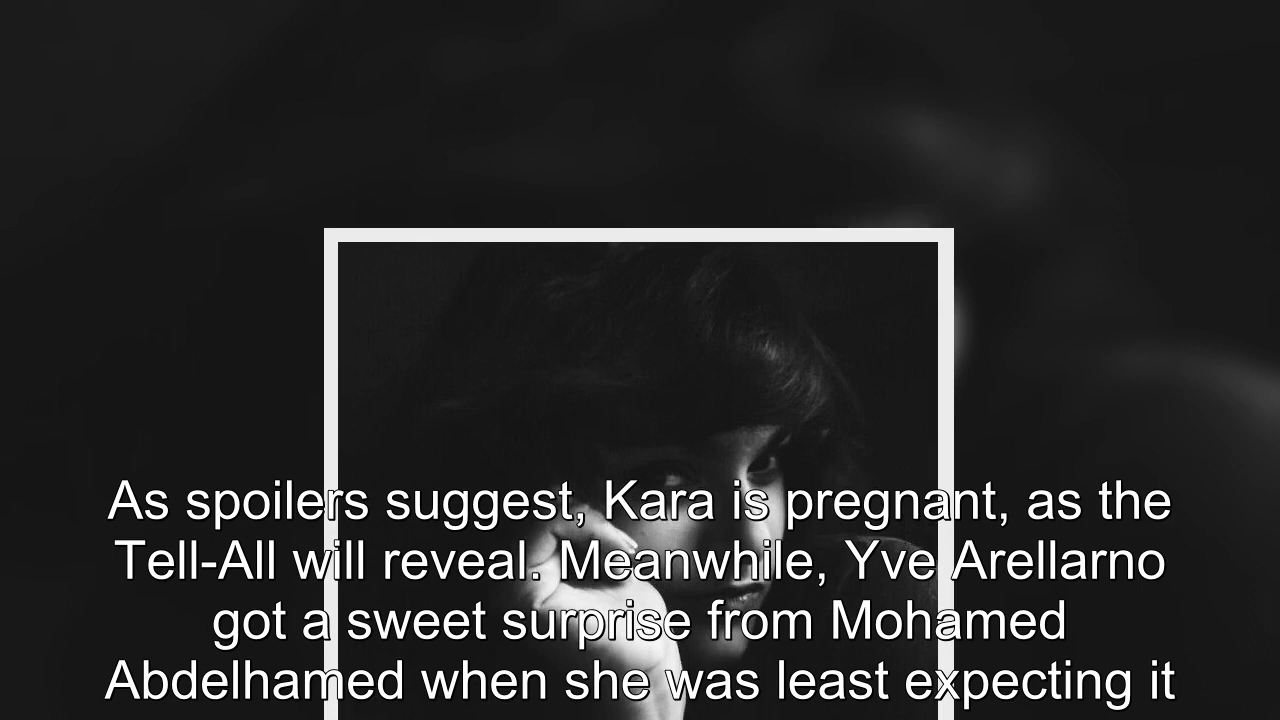 As spoilers suggest, Kara is pregnant, as the
Tell-All will reveal. Meanwhile, Yve Arellarno
got a sweet surprise from Mohamed
Abdelhamed when she was least expecting it